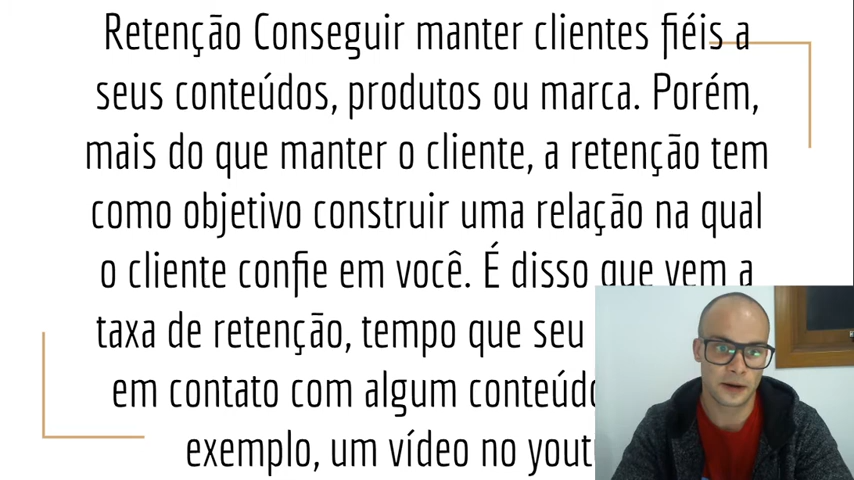 Retenção Conseguir manter clientes fiéis a
seus conteúdos, produtos ou marca. Porém,
mais do que manter o cliente, a retenção tem
como objetivo construir uma relação na qual
o cliente confie em você. É disso que vem a
taxa de retenção, tempo que seu
em contato com algum conteúdo
exemplo, um vídeo no